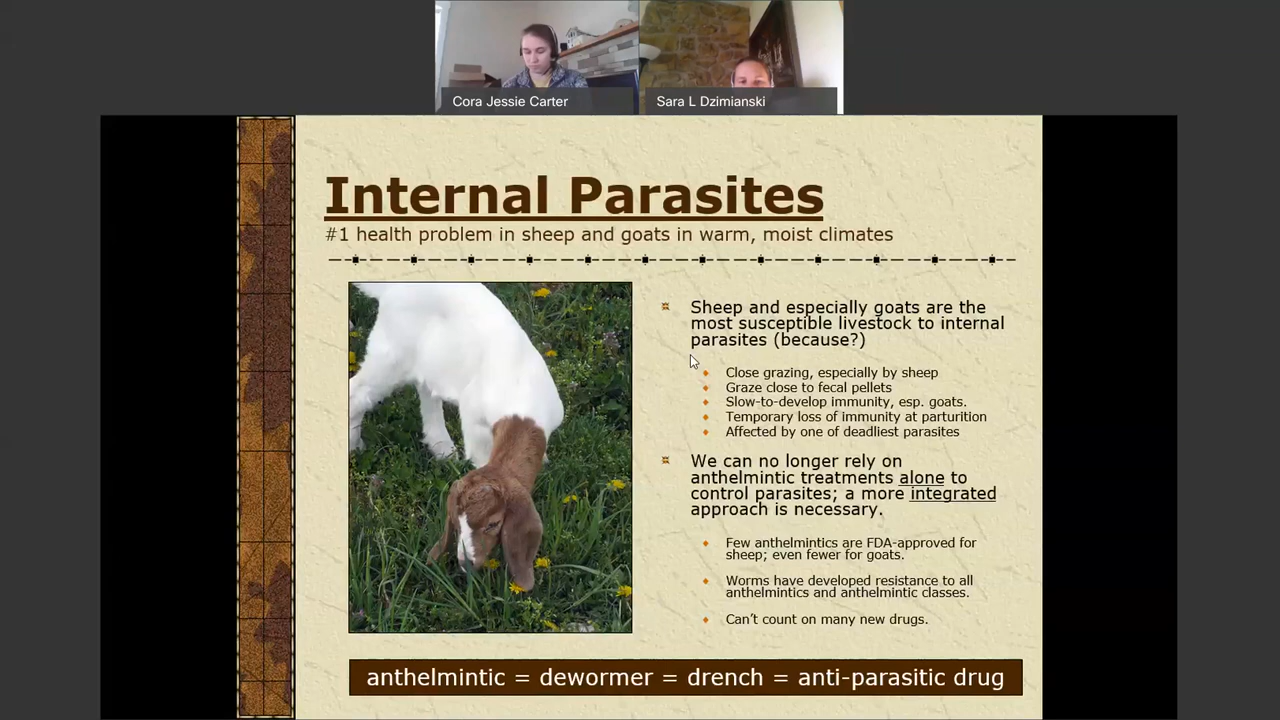 Cora Jessie Carter
Sara L Dzimianski
Internal Parasites
#1 health problem in sheep and goats in warm, moist climates
Sheep and especially goats are the
most susceptible livestock to internal
parasites (because?)
Close grazing, especially by sheep
Graze close to fecal pellets
Slow-to-develop immunity, esp. goats.
Temporary loss of immunity at parturition
Affected by one of deadliest parasites
We can no longer rely on
anthelmintic treatments alone to
control parasites; a more integrated
approach is necessary.
Few anthelmintics are FDA-approved for
sheep; even fewer for goats.
Worms have developed resistance to all
anthelmintics and anthelmintic classes.
Can't count on many new drugs.
anthelmintic = dewormer = drench = anti-parasitic drug